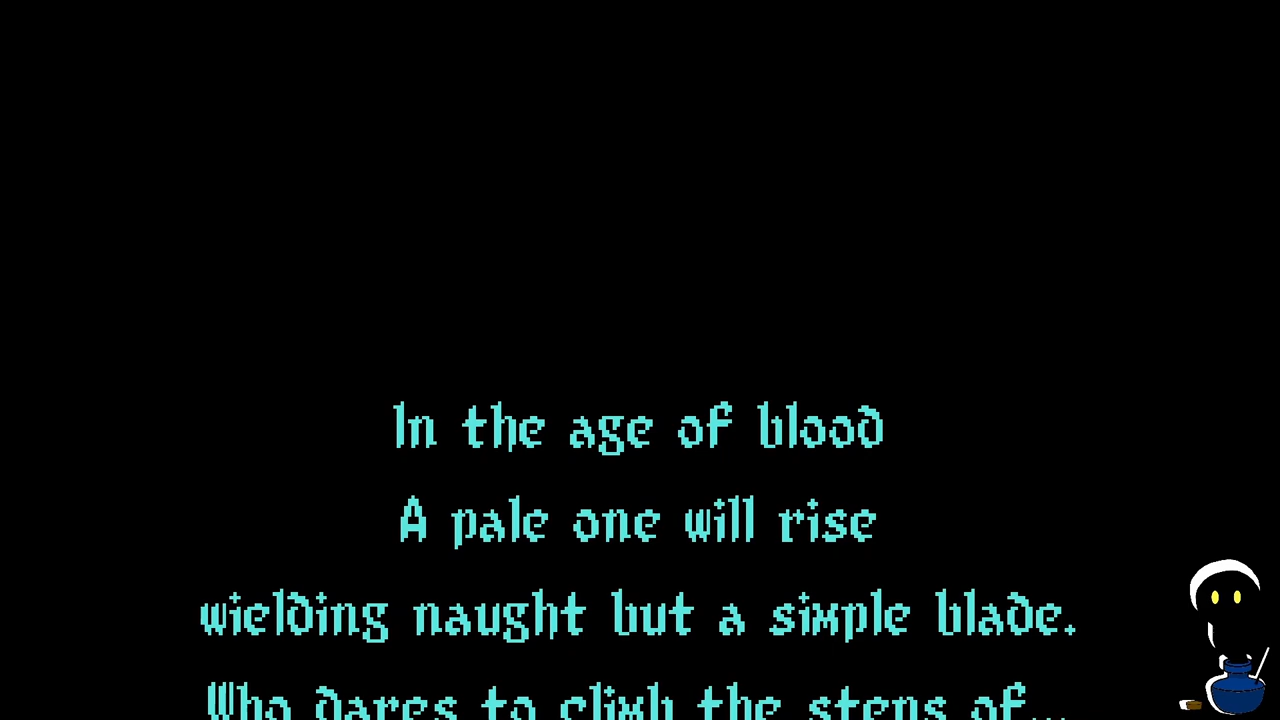 In the age of blood
A pale one will rise
wielding naught but a simple blade.
Who dares to climb the steps of...